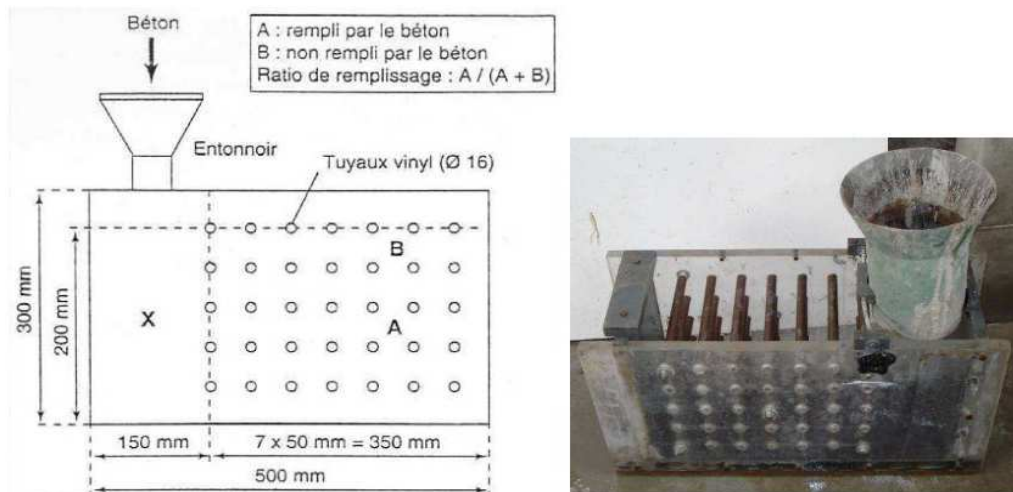 Béton
A : rempli par le béton
B : non rempli par le béton
Ratio de remplissage : A / (A + B)
Entonnoir
Tuyaux vinyl (Ø 16)
B
X
A
300 mm
200 mm
150 mm
7 x 50 mm = 350 mm
500 mm